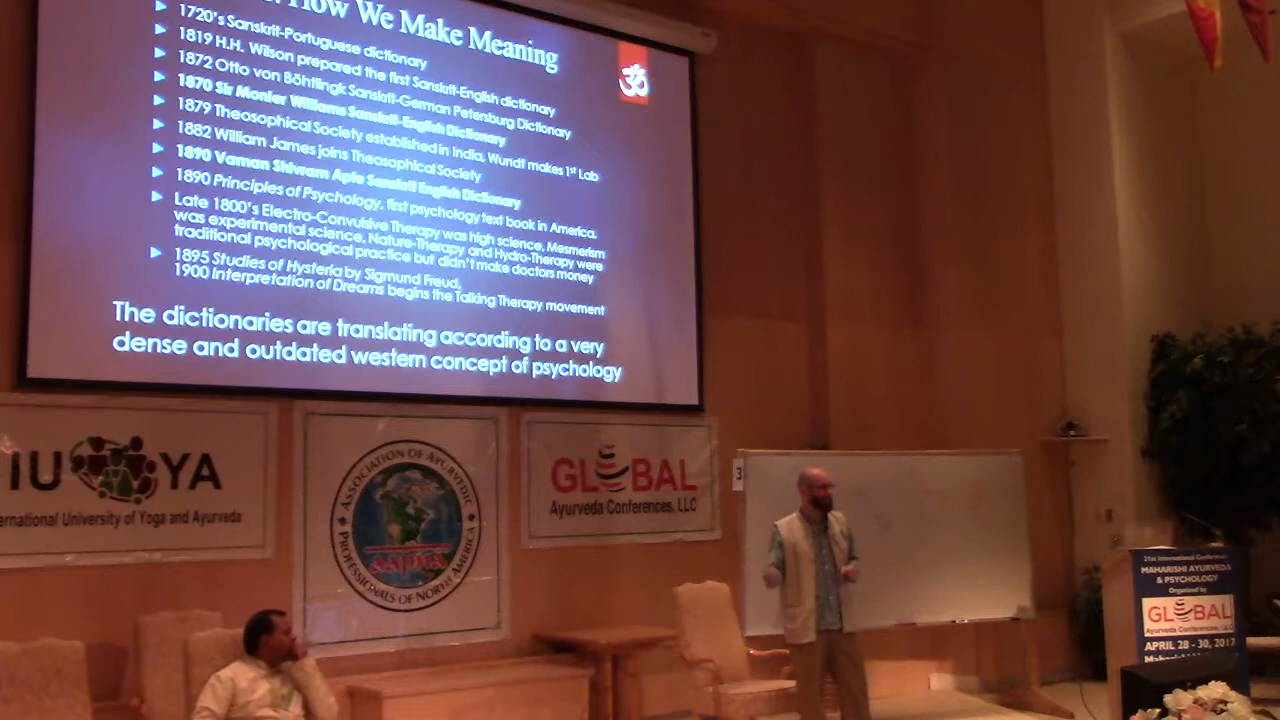 How We Make Meaning
1720's Sanskrit-Portuguese dictionary
1819 H.H. Wilson prepared the first Sanskrit-English dictionary
1872 Otto von Böhtlingk Sanskrit-German Petersburg Dictionary
1870 Sir Monier Williams Sanskrit-English Dictionary
1879 Theosophical Society established in India, Wundt makes 1st Lab
1882 William James joins Theosophical Society
1890 Vaman Shivram Apte Sanskrit English Dictionary
1890 Principles of Psychology, first psychology text book in America.
Late 1800's Electro-Convulsive Therapy was high science, Mesmerism
was experimental science, Nature-Therapy and Hydro-Therapy were
traditional psychological practice but didn't make doctors money
1895 Studies of Hysteria by Sigmund Freud,
1900 Interpretation of Dreams begins the Talking Therapy movement
The dictionaries are translating according to a very
dense and outdated western concept of psychology
ॐ
IU YA
ernational University of Yoga and Ayurveda
ASSOCIATION OF AYURVEDIC
PROFESSIONALS OF NORTH AMERICA
AAPNA
GLOBAL
Ayurveda Conferences, LLC
3
21st International Conference
MAHARISHI AYURVEDA
& PSYCHOLOGY
Organized by
GLOBAL
Ayurveda Conferences, LLC
APRIL 28 - 30, 2017